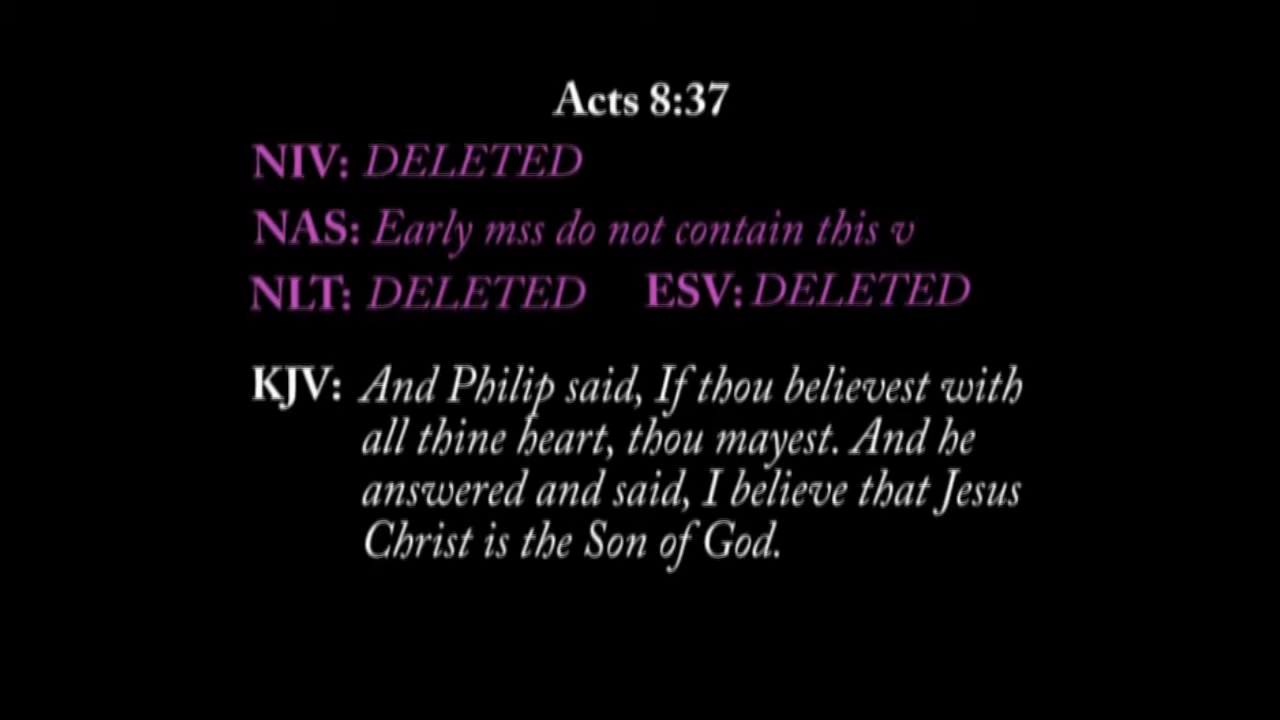 Acts 8:37
NIV: DELETED
NAS: Early mss do not contain this v
NLT: DELETED ESV: DELETED
KJV: And Philip said, If thou believest with
all thine heart, thou mayest. And he
answered and said, I believe that Jesus
Christ is the Son of God.